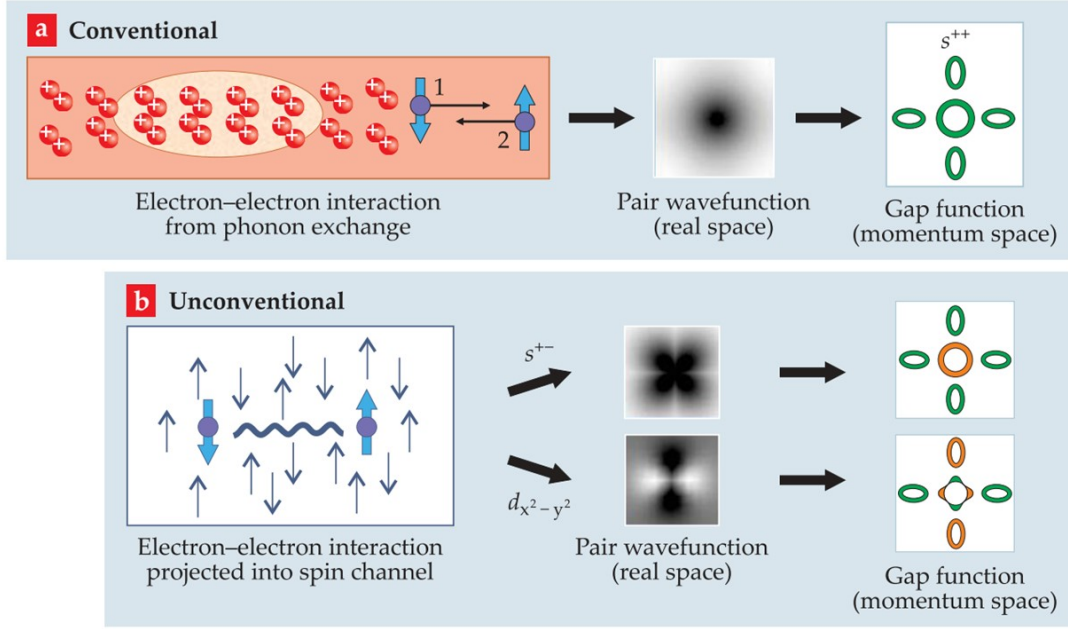 a Conventional
s⁺⁺
1
2
Electron–electron interaction
from phonon exchange
Pair wavefunction
(real space)
Gap function
(momentum space)
b Unconventional
s⁺⁻
dₓ²₋ᵧ²
Electron–electron interaction
projected into spin channel
Pair wavefunction
(real space)
Gap function
(momentum space)